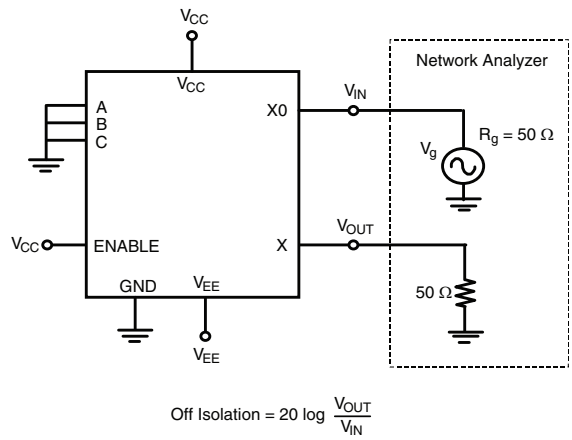 VCC
Network Analyzer
VCC
A
B
C
X0
VIN
Vg
Rg = 50 Ω
VCC
ENABLE
X
VOUT
50 Ω
GND
VEE
VEE
Off Isolation = 20 log VOUT / VIN